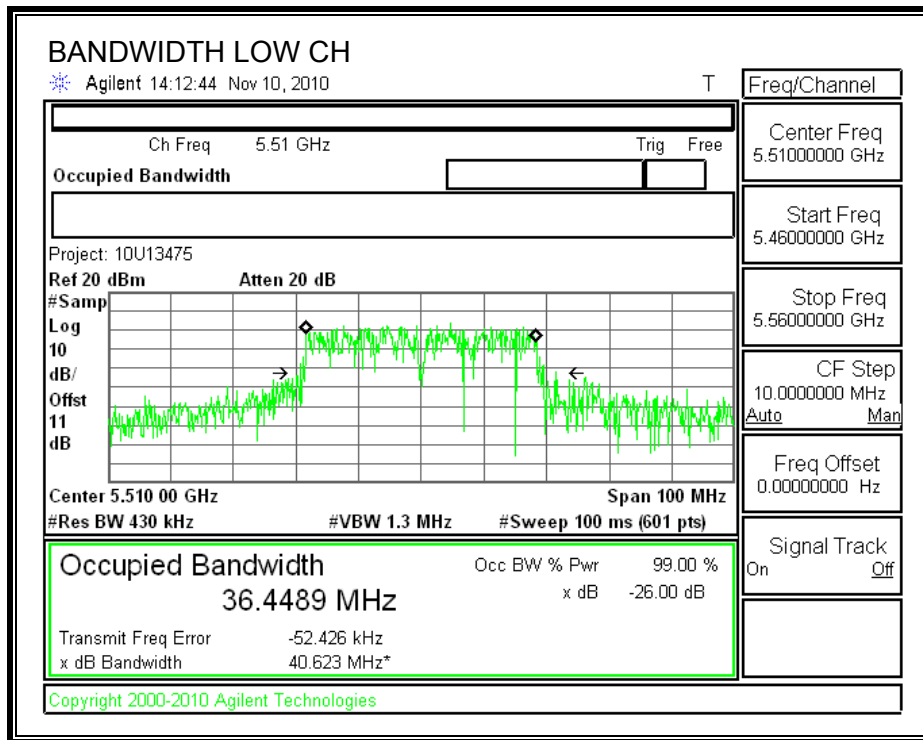 BANDWIDTH LOW CH
Agilent 14:12:44 Nov 10, 2010 T
Freq/Channel
Ch Freq 5.51 GHz Trig Free
Occupied Bandwidth
Center Freq
5.51000000 GHz
Start Freq
5.46000000 GHz
Stop Freq
5.56000000 GHz
CF Step
10.0000000 MHz
Auto Man
Freq Offset
0.00000000 Hz
Signal Track
On Off
Project: 10U13475
Ref 20 dBm Atten 20 dB
#Samp
Log
10
dB/
Offst
11
dB
Center 5.510 00 GHz Span 100 MHz
#Res BW 430 kHz #VBW 1.3 MHz #Sweep 100 ms (601 pts)
Occupied Bandwidth Occ BW % Pwr 99.00 %
36.4489 MHz x dB -26.00 dB
Transmit Freq Error -52.426 kHz
x dB Bandwidth 40.623 MHz*
Copyright 2000-2010 Agilent Technologies